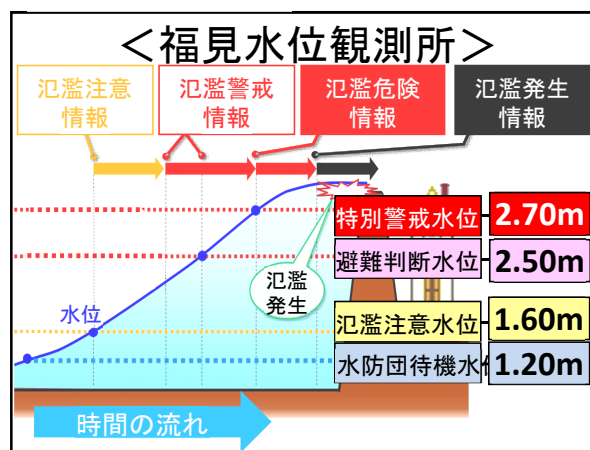 ＜福見水位観測所＞
氾濫注意
情報
氾濫警戒
情報
氾濫危険
情報
氾濫発生
情報
特別警戒水位
2.70m
避難判断水位
2.50m
氾濫
発生
水位
氾濫注意水位
1.60m
水防団待機水
1.20m
時間の流れ